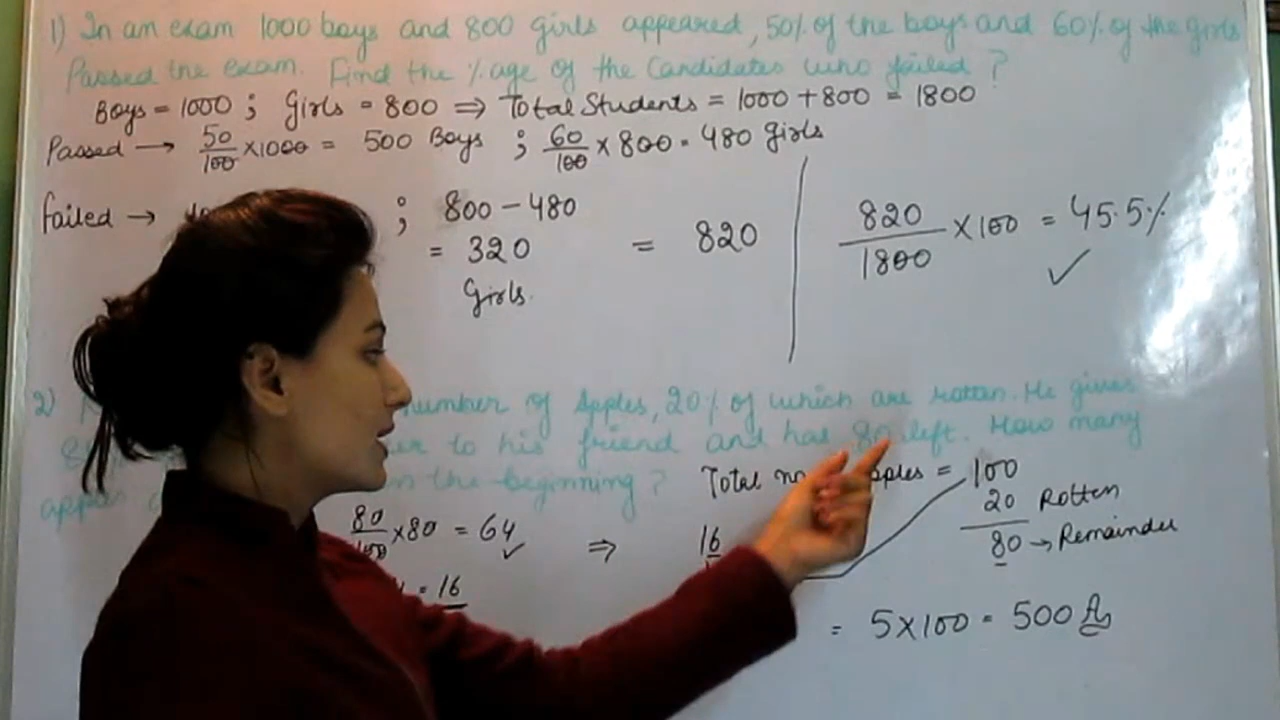 1) In an exam 1000 boys and 800 girls appeared, 50% of the boys and 60% of the girls
Passed the exam. Find the %age of the Candidates who failed?
Boys = 1000 ; Girls = 800 ⇒ Total Students = 1000 + 800 = 1800
Passed → 50/100 × 1000 = 500 Boys ; 60/100 × 800 = 480 girls
failed → ; 800 - 480 = 320 Girls = 820
820/1800 × 100 = 45.5% ✓
2) number of Apples, 20% of which are rotten. He gives
to his friend and has 80 left. How many
apples the beginning?
Total apples = 100
20 Rotten
80 → Remainder
80/100 × 80 = 64 ✓ ⇒ 16
= 16
= 5 × 100 = 500 A